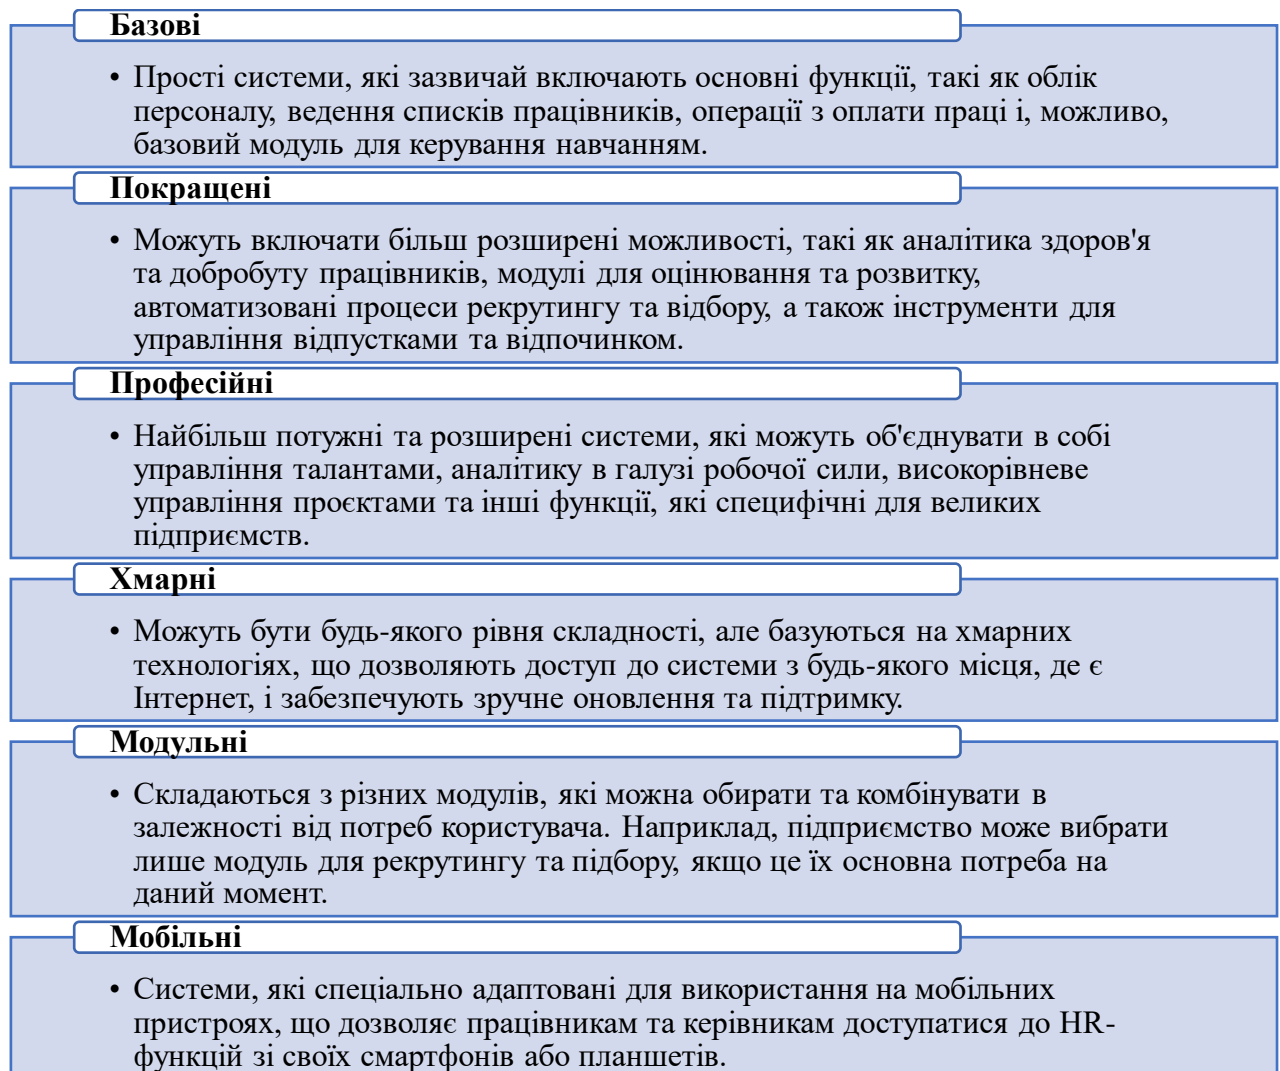 Базові
• Прості системи, які зазвичай включають основні функції, такі як облік
персоналу, ведення списків працівників, операції з оплати праці і, можливо,
базовий модуль для керування навчанням.
Покращені
• Можуть включати більш розширені можливості, такі як аналітика здоров'я
та добробуту працівників, модулі для оцінювання та розвитку,
автоматизовані процеси рекрутингу та відбору, а також інструменти для
управління відпустками та відпочинком.
Професійні
• Найбільш потужні та розширені системи, які можуть об'єднувати в собі
управління талантами, аналітику в галузі робочої сили, високорівневе
управління проєктами та інші функції, які специфічні для великих
підприємств.
Хмарні
• Можуть бути будь-якого рівня складності, але базуються на хмарних
технологіях, що дозволяють доступ до системи з будь-якого місця, де є
Інтернет, і забезпечують зручне оновлення та підтримку.
Модульні
• Складаються з різних модулів, які можна обирати та комбінувати в
залежності від потреб користувача. Наприклад, підприємство може вибрати
лише модуль для рекрутингу та підбору, якщо це їх основна потреба на
даний момент.
Мобільні
• Системи, які спеціально адаптовані для використання на мобільних
пристроях, що дозволяє працівникам та керівникам доступатися до HR-
функцій зі своїх смартфонів або планшетів.